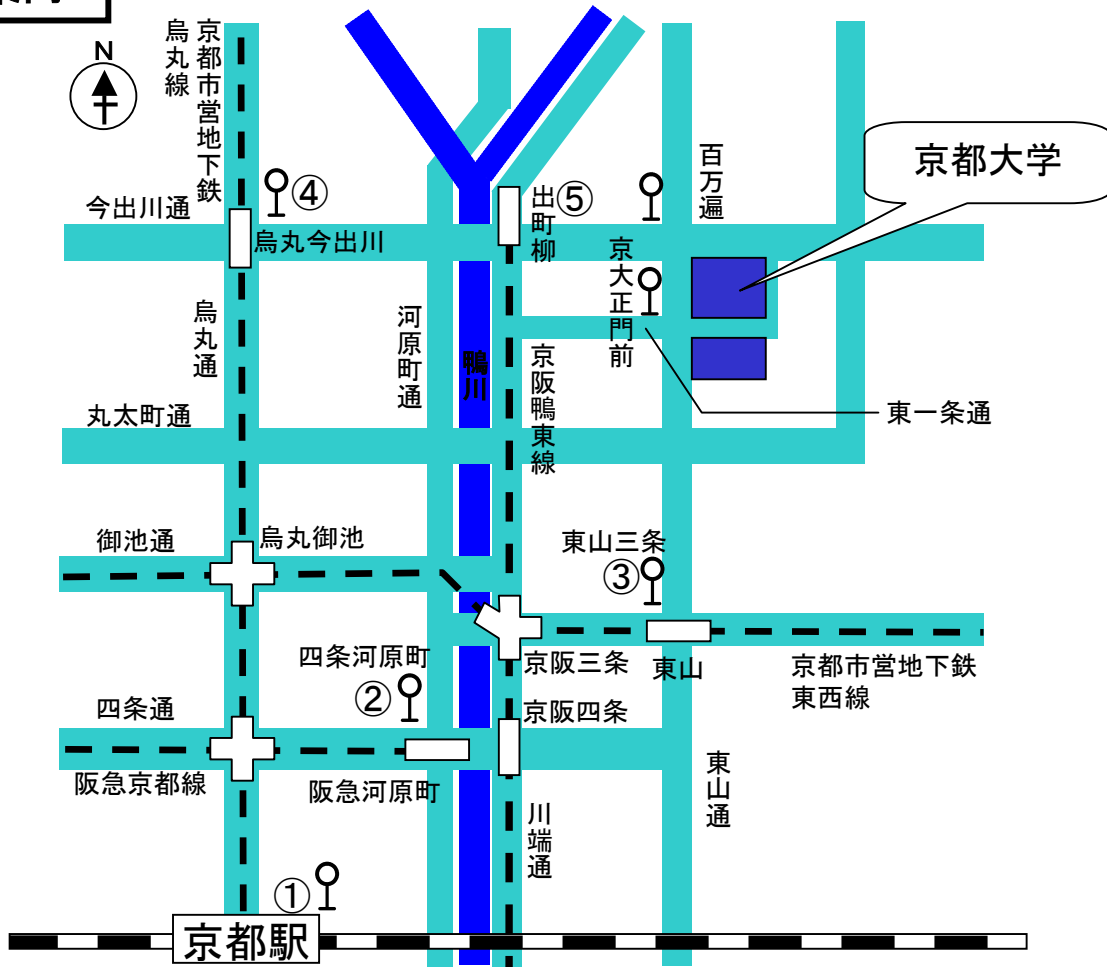 京都市営地下鉄
烏丸線
N
百万遍
京都大学
今出川通
④
烏丸今出川
出町柳
⑤
京大正門前
烏丸通
河原町通
鴨川
京阪鴨東線
東一条通
丸太町通
御池通
烏丸御池
東山三条
③
四条河原町
②
京阪三条
東山
京都市営地下鉄
東西線
四条通
京阪四条
阪急京都線
阪急河原町
川端通
東山通
①
京都駅